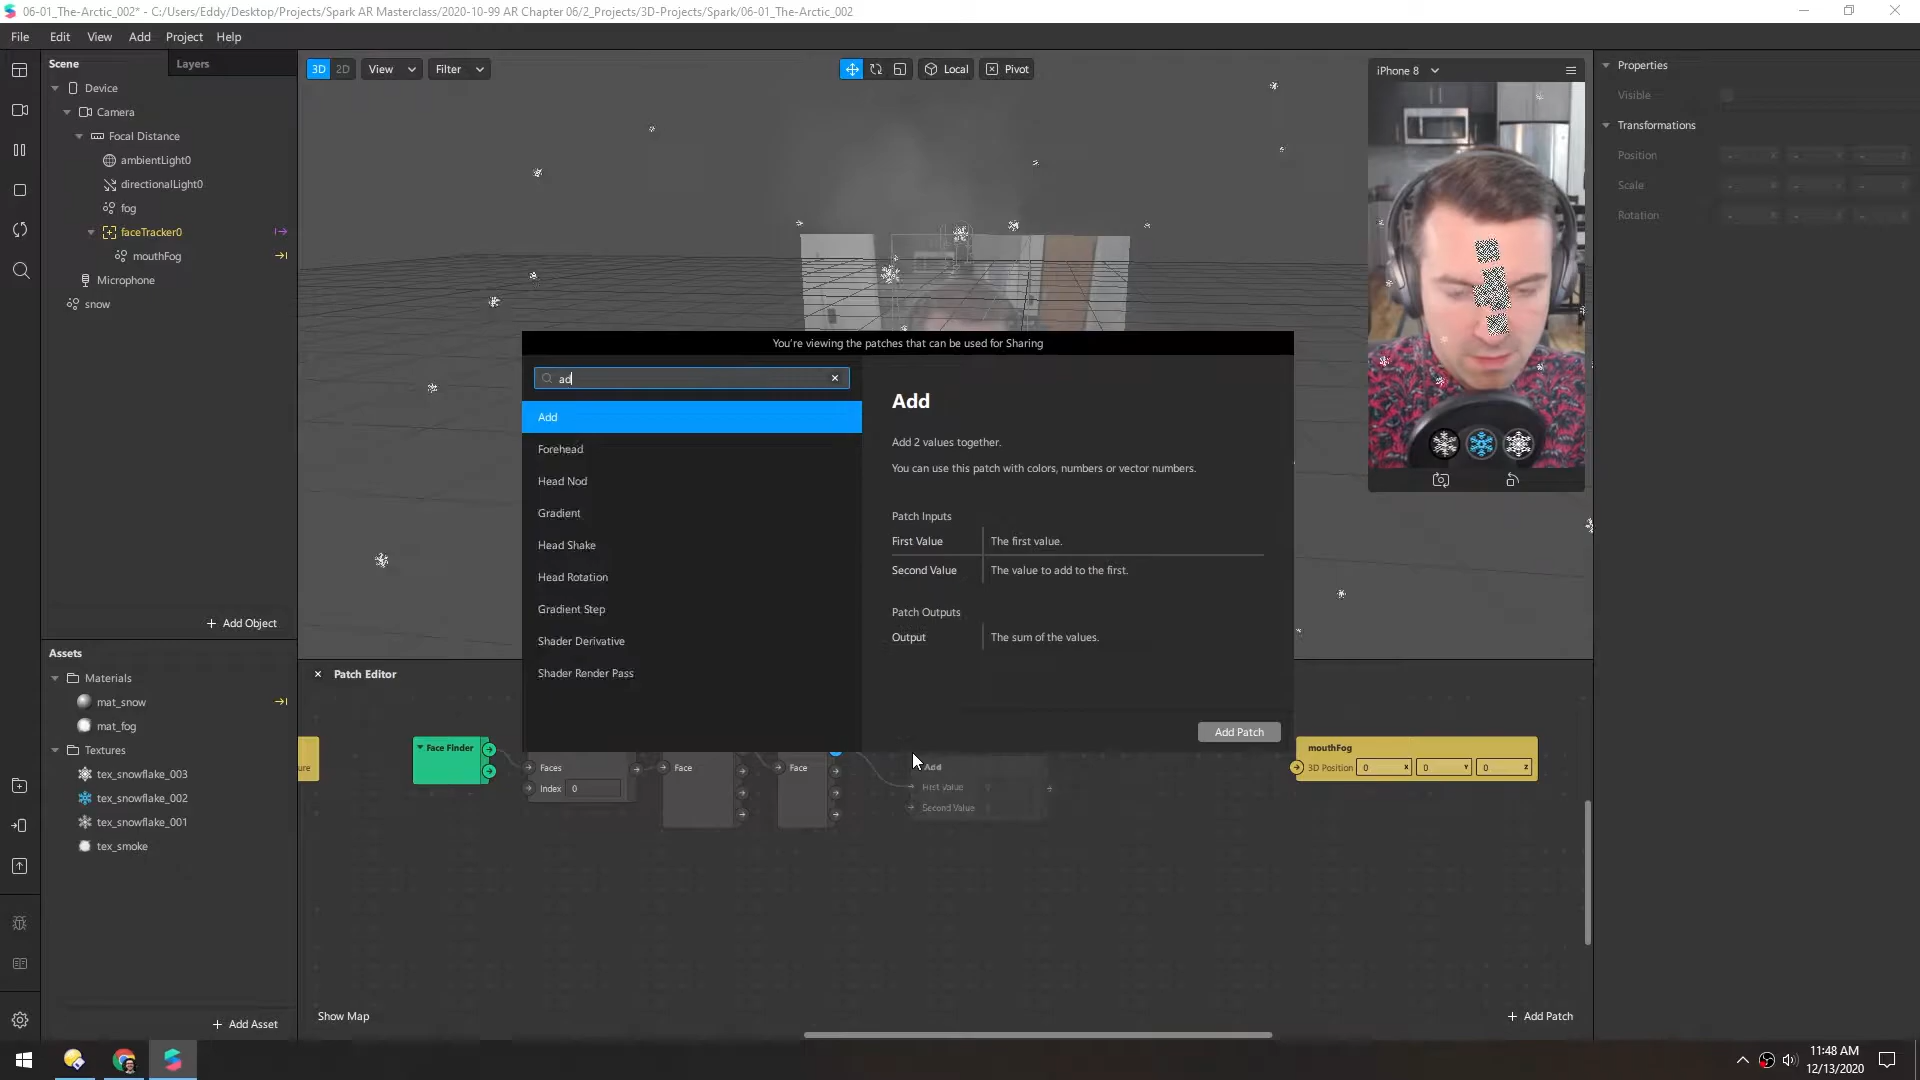 06-01_The-Arctic_002* - C:/Users/Eddy/Desktop/Projects/Spark AR Masterclass/2020-10-99 AR Chapter 06/2_Projects/3D-Projects/Spark/06-01_The-Arctic_002
File Edit View Add Project Help
Scene Layers
Device
Camera
Focal Distance
ambientLight0
directionalLight0
fog
faceTracker0
mouthFog
Microphone
snow
+ Add Object
Assets
Materials
mat_snow
mat_fog
Textures
tex_snowflake_003
tex_snowflake_002
tex_snowflake_001
tex_smoke
+ Add Asset
3D 2D View Filter Local Pivot
iPhone 8
Properties
Visible
Transformations
Position
Scale
Rotation
You're viewing the patches that can be used for Sharing
ad
Add
Forehead
Head Nod
Gradient
Head Shake
Head Rotation
Gradient Step
Shader Derivative
Shader Render Pass
Add
Add 2 values together.
You can use this patch with colors, numbers or vector numbers.
Patch Inputs
First Value The first value.
Second Value The value to add to the first.
Patch Outputs
Output The sum of the values.
Add Patch
Patch Editor
ure
Face Finder
Faces
Index 0
Face
Face
Add
First Value
Second Value
mouthFog
3D Position 0 X 0 Y 0 Z
Show Map
+ Add Patch
11:48 AM
12/13/2020